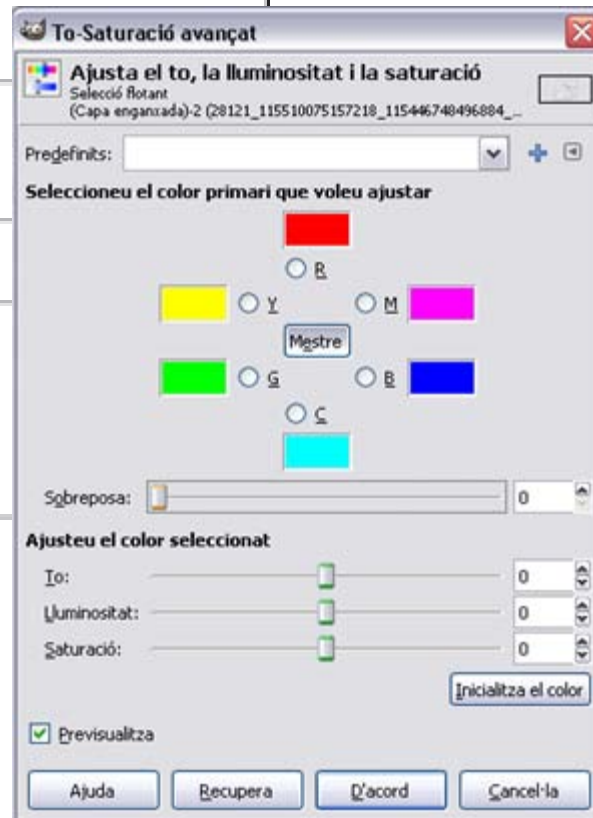 To-Saturació avançat
Ajusta el to, la lluminositat i la saturació
Selecció flotant
(Capa enganxada)-2 (28121_115510075157218_115446748496884_...
Predefinits:
Seleccioneu el color primari que voleu ajustar
R
Y M
Mestre
G B
C
Sobreposa: 0
Ajusteu el color seleccionat
To: 0
Lluminositat: 0
Saturació: 0
Inicialitza el color
Previsualitza
Ajuda Recupera D'acord Cancel·la